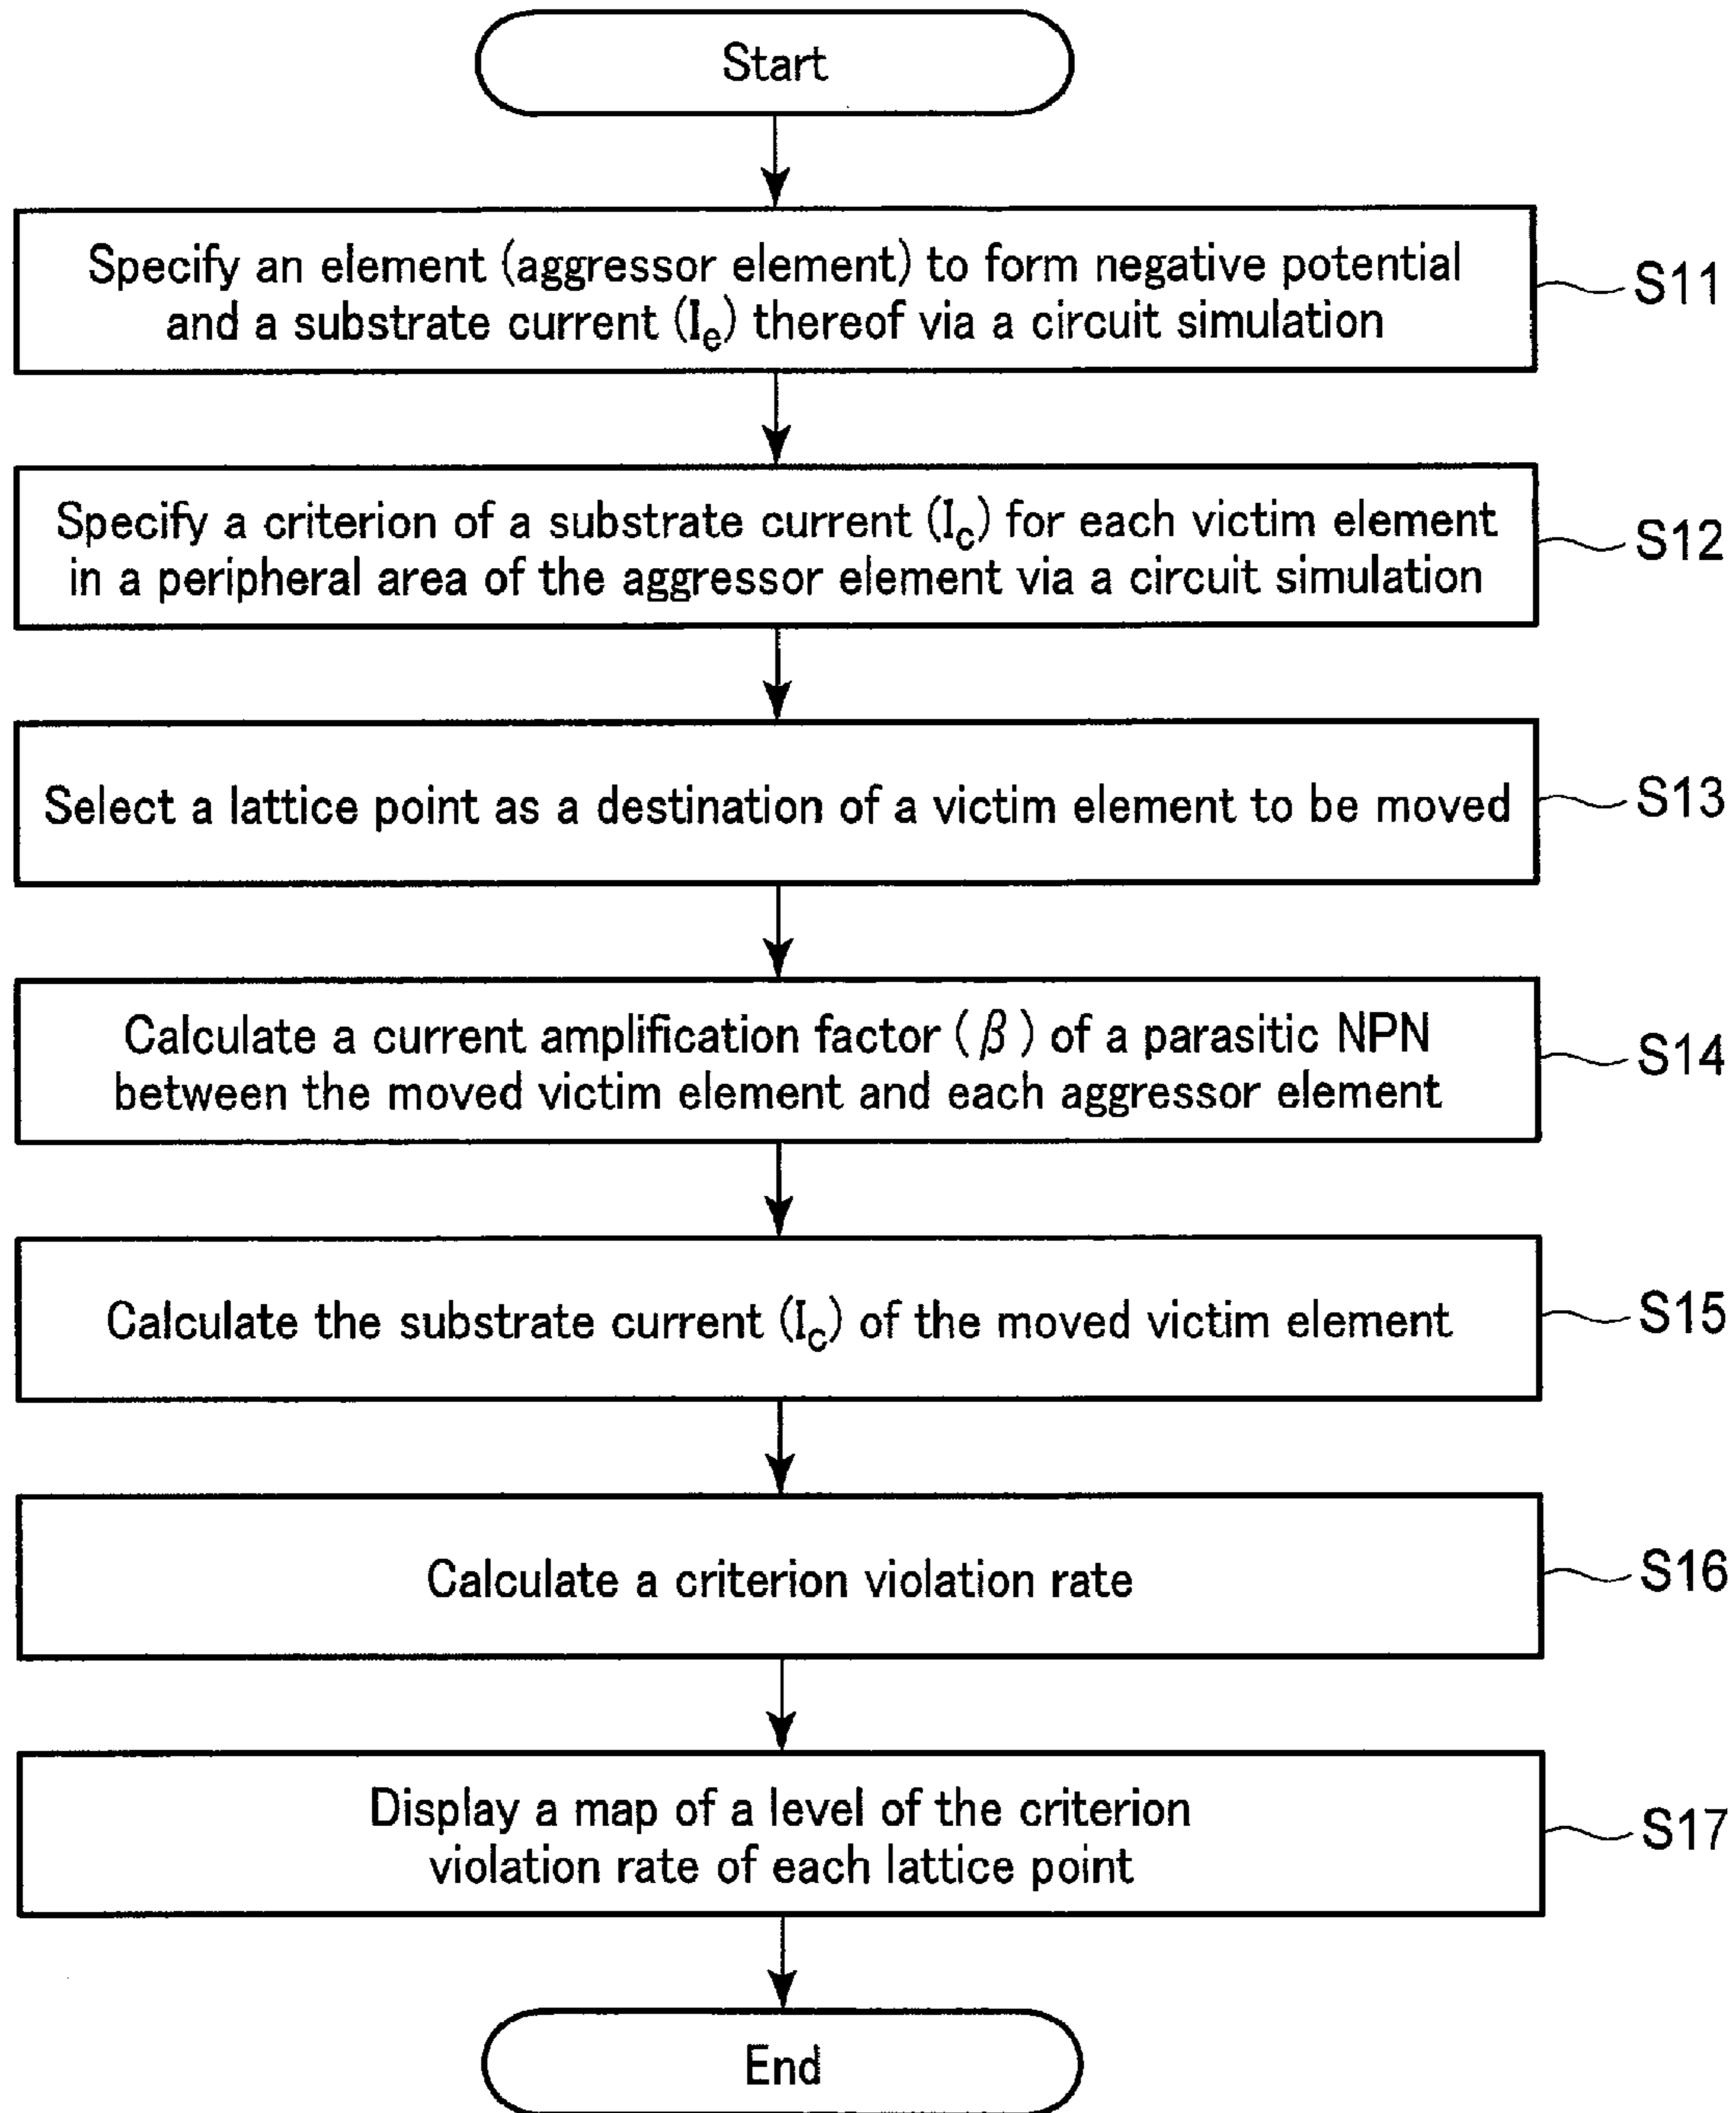 Start
Specify an element (aggressor element) to form negative potential
and a substrate current (Ie) thereof via a circuit simulation
S11
Specify a criterion of a substrate current (Ic) for each victim element
in a peripheral area of the aggressor element via a circuit simulation
S12
Select a lattice point as a destination of a victim element to be moved
S13
Calculate a current amplification factor (β) of a parasitic NPN
between the moved victim element and each aggressor element
S14
Calculate the substrate current (Ic) of the moved victim element
S15
Calculate a criterion violation rate
S16
Display a map of a level of the criterion
violation rate of each lattice point
S17
End